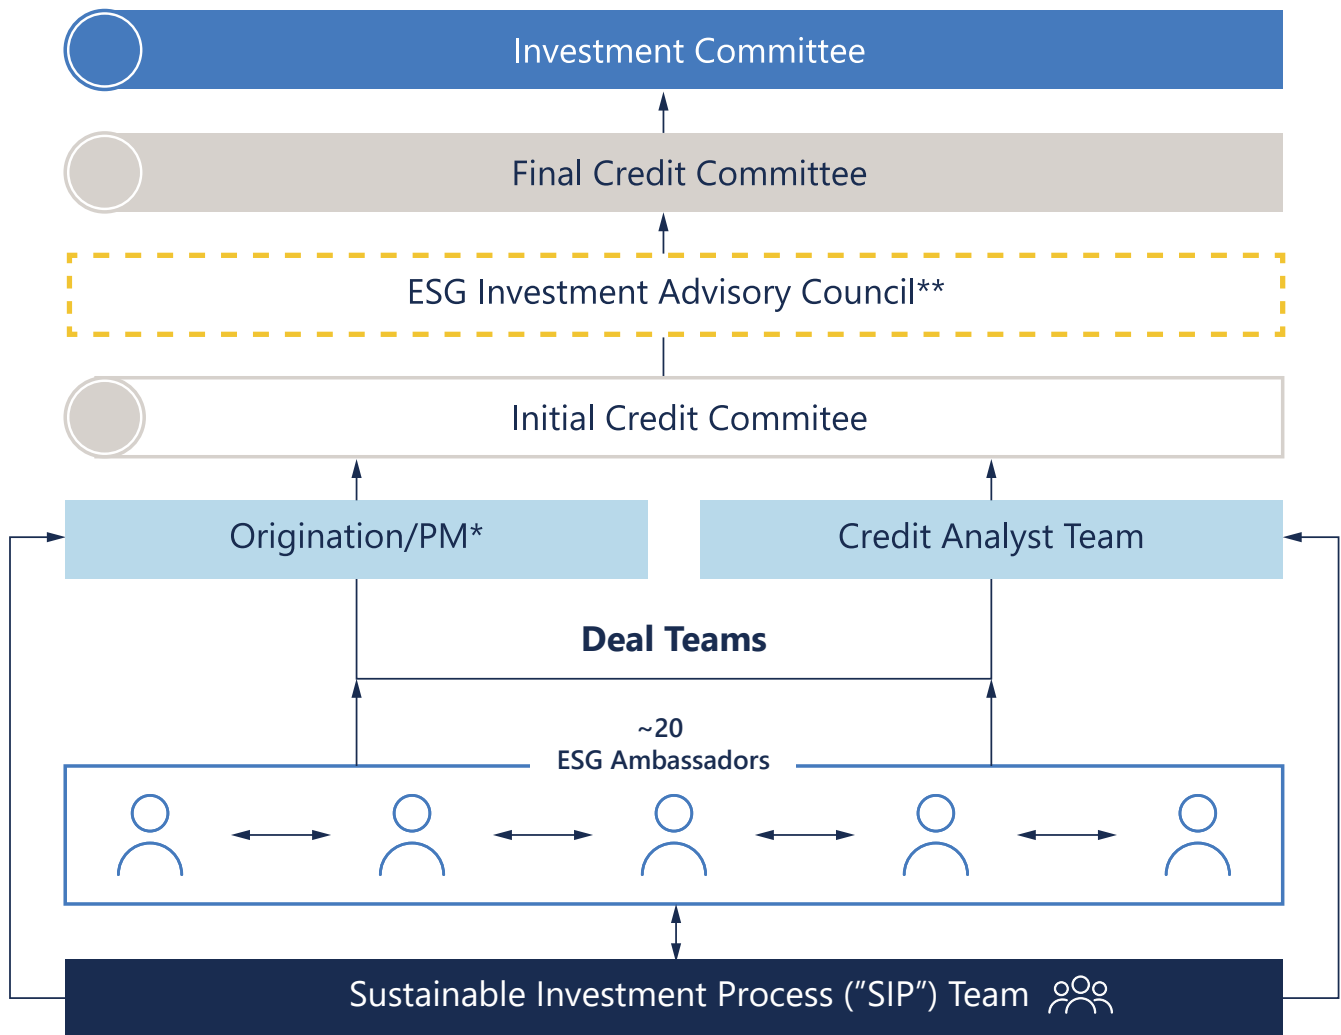 Investment Committee
Final Credit Committee
ESG Investment Advisory Council**
Initial Credit Commitee
Origination/PM*
Credit Analyst Team
Deal Teams
~20
ESG Ambassadors
Sustainable Investment Process (”SIP”) Team